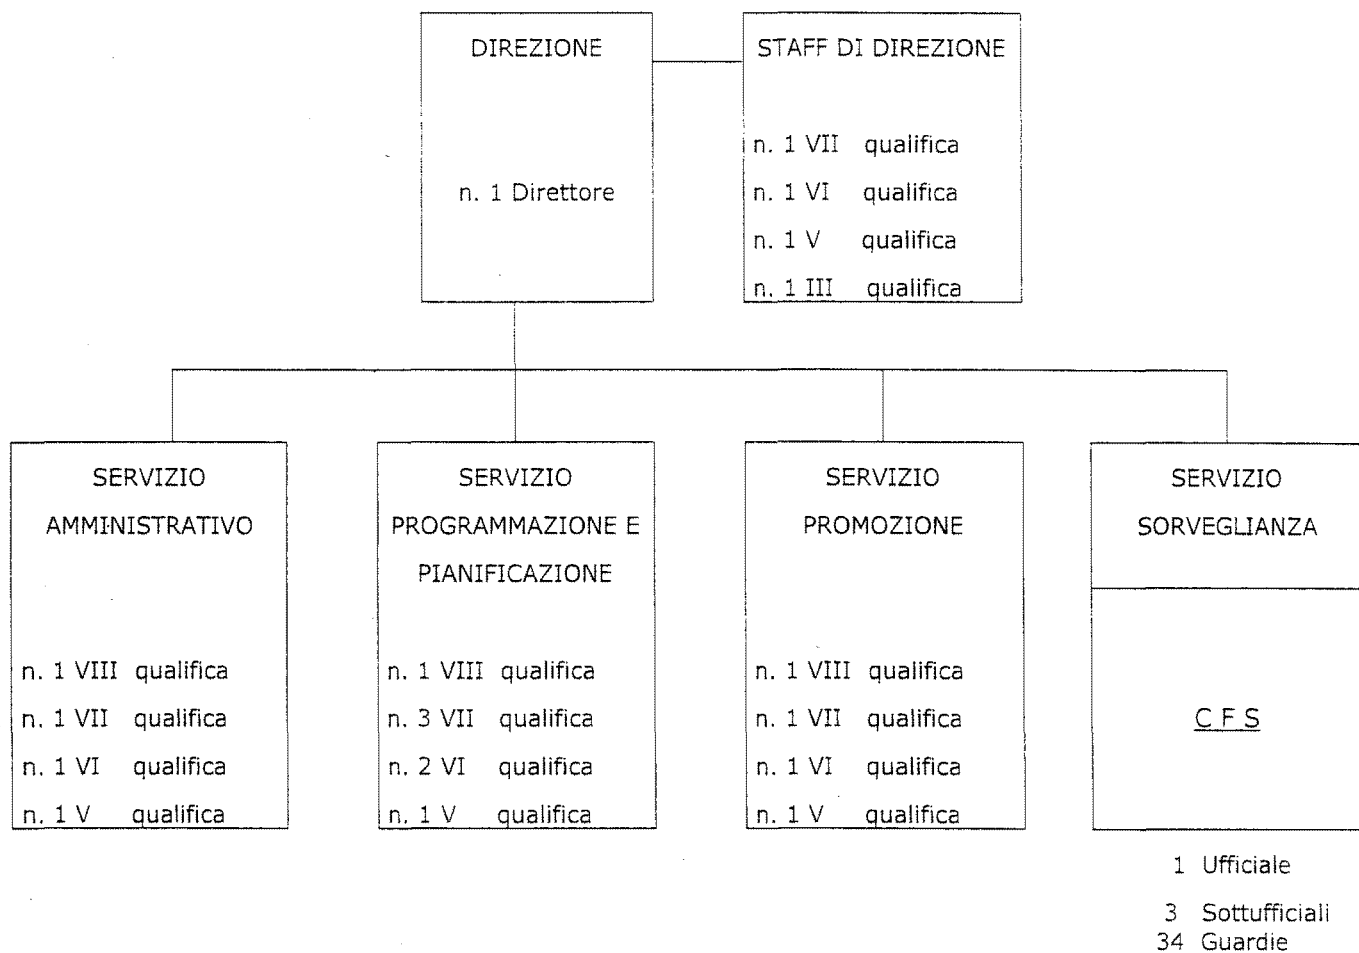 DIREZIONE
n. 1 Direttore
STAFF DI DIREZIONE
n. 1 VII qualifica
n. 1 VI qualifica
n. 1 V qualifica
n. 1 III qualifica
SERVIZIO
AMMINISTRATIVO
n. 1 VIII qualifica
n. 1 VII qualifica
n. 1 VI qualifica
n. 1 V qualifica
SERVIZIO
PROGRAMMAZIONE E
PIANIFICAZIONE
n. 1 VIII qualifica
n. 3 VII qualifica
n. 2 VI qualifica
n. 1 V qualifica
SERVIZIO
PROMOZIONE
n. 1 VIII qualifica
n. 1 VII qualifica
n. 1 VI qualifica
n. 1 V qualifica
SERVIZIO
SORVEGLIANZA
C F S
1 Ufficiale
3 Sottufficiali
34 Guardie